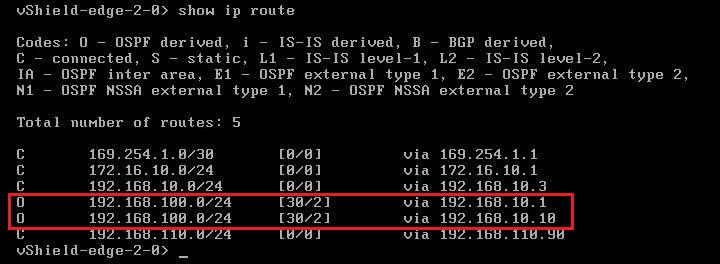 vShield-edge-2-0> show ip route
Codes: O - OSPF derived, i - IS-IS derived, B - BGP derived,
C - connected, S - static, L1 - IS-IS level-1, L2 - IS-IS level-2,
IA - OSPF inter area, E1 - OSPF external type 1, E2 - OSPF external type 2,
N1 - OSPF NSSA external type 1, N2 - OSPF NSSA external type 2
Total number of routes: 5
C 169.254.1.0/30 [0/0] via 169.254.1.1
C 172.16.10.0/24 [0/0] via 172.16.10.1
C 192.168.10.0/24 [0/0] via 192.168.10.3
O 192.168.100.0/24 [30/2] via 192.168.10.1
O 192.168.100.0/24 [30/2] via 192.168.10.10
C 192.168.110.0/24 [0/0] via 192.168.110.90
vShield-edge-2-0> _